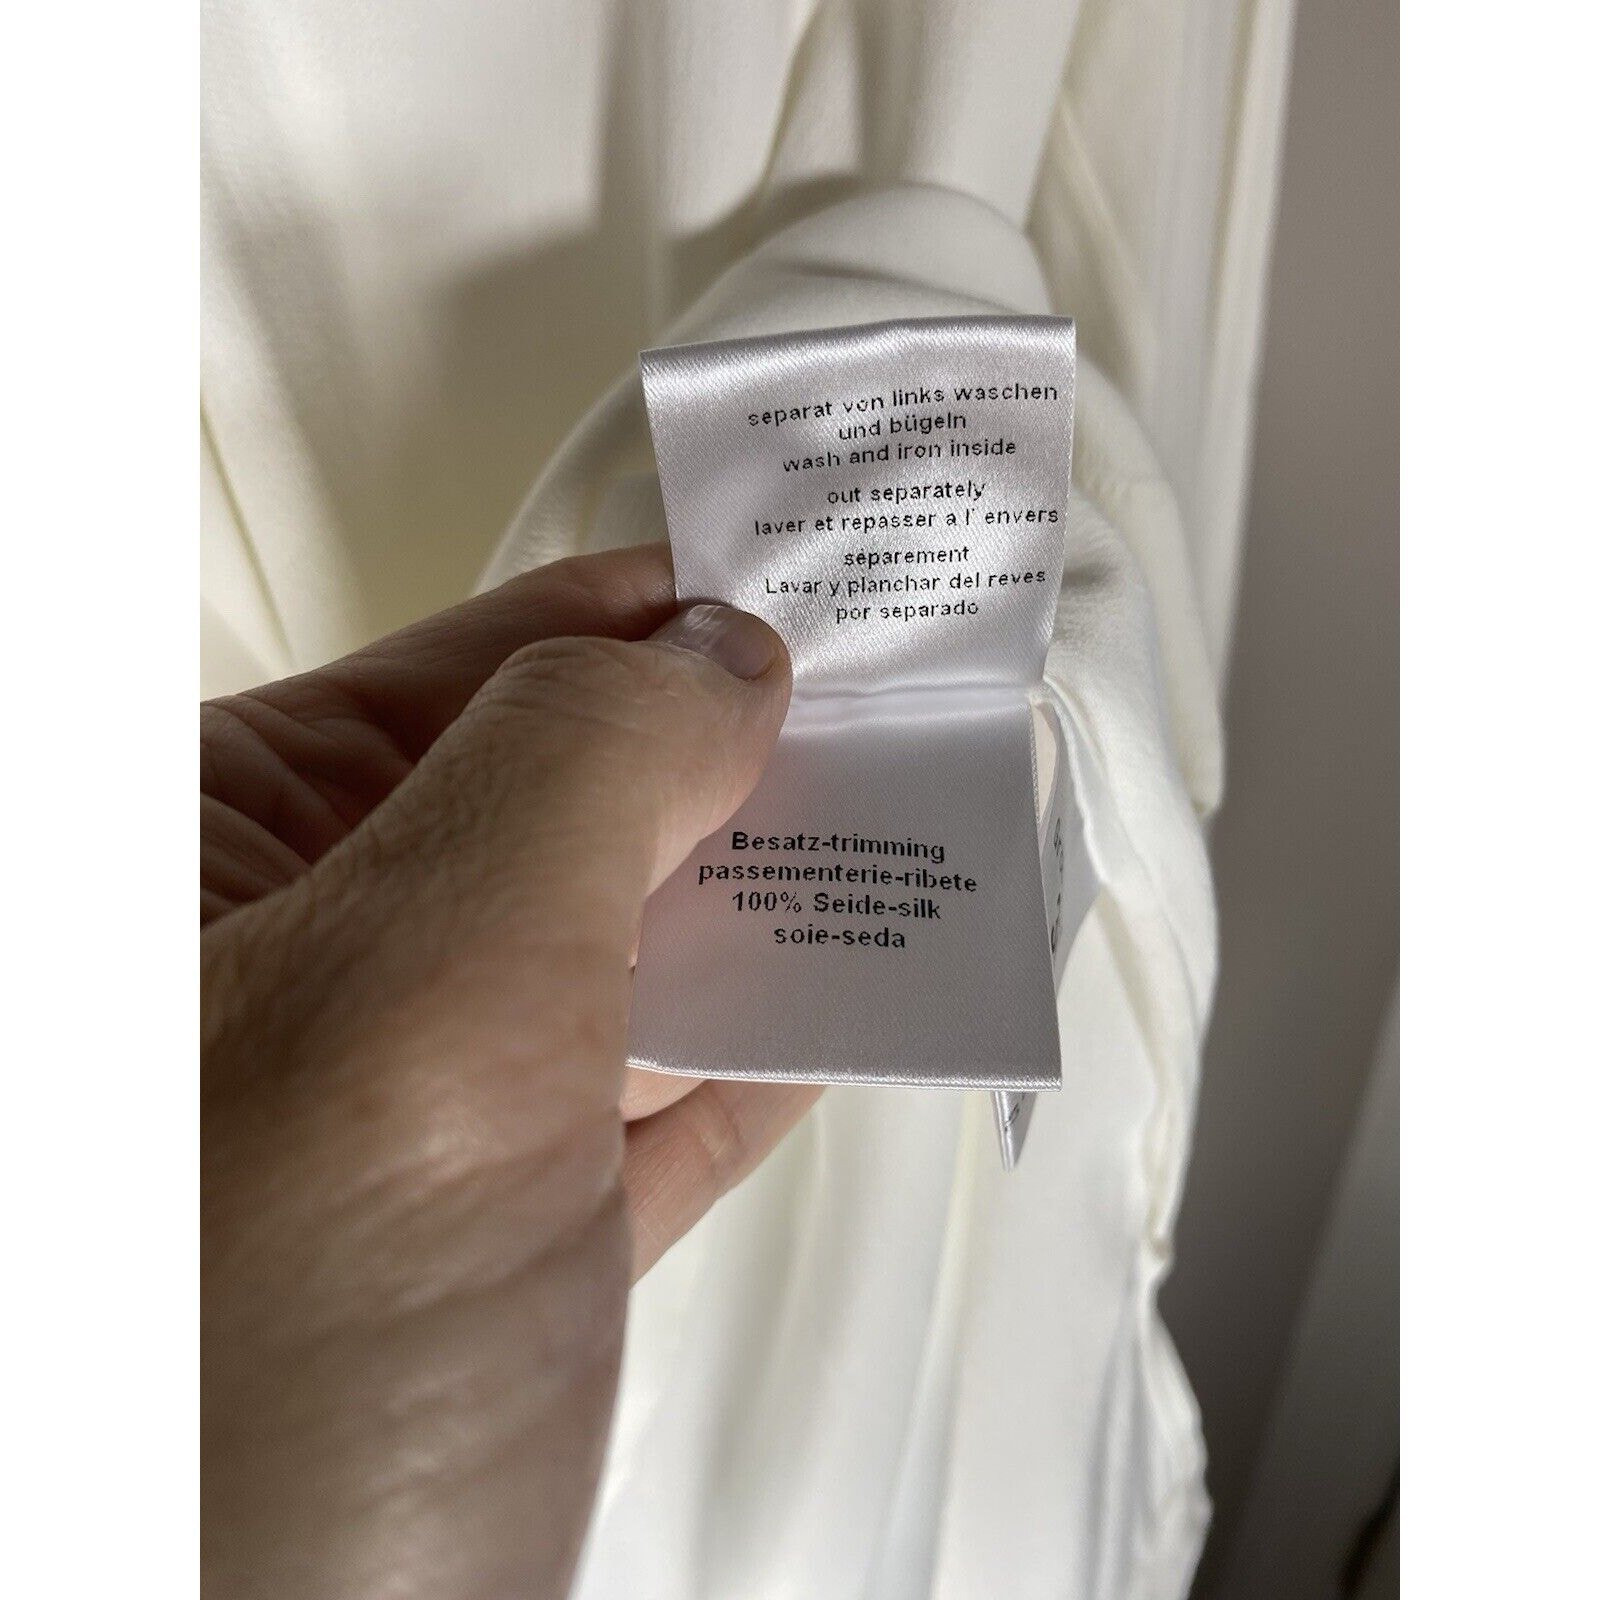 separat von links waschen
und bügeln
wash and iron inside
out separately
laver et repasser a l' envers
séparement
Lavar y planchar del reves
por separado
Besatz-trimming
passementerie-ribete
100% Seide-silk
soie-seda